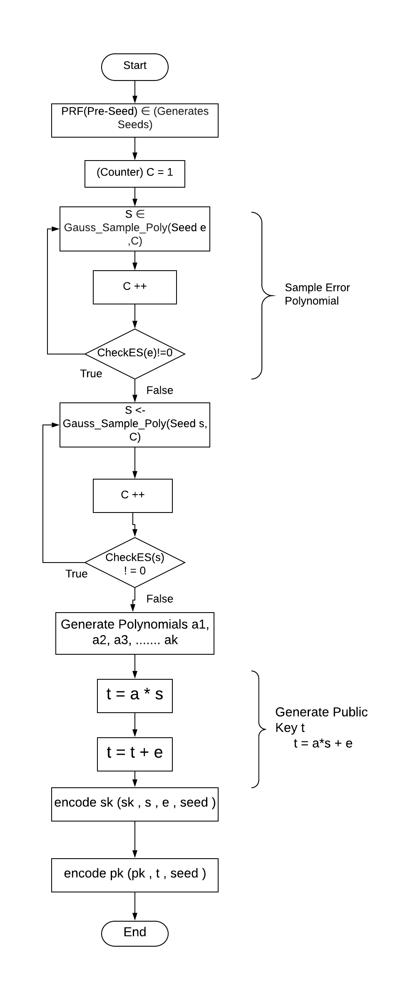 Start
PRF(Pre-Seed) ∈ (Generates
Seeds)
(Counter) C = 1
S ∈
Gauss_Sample_Poly(Seed e
,C)
C ++
Sample Error
Polynomial
CheckES(e)!=0
True
False
S <-
Gauss_Sample_Poly(Seed s,
C)
C ++
CheckES(s)
! = 0
True
False
Generate Polynomials a1,
a2, a3, ....... ak
t = a * s
t = t + e
Generate Public
Key t
t = a*s + e
encode sk (sk , s , e , seed )
encode pk (pk , t , seed )
End